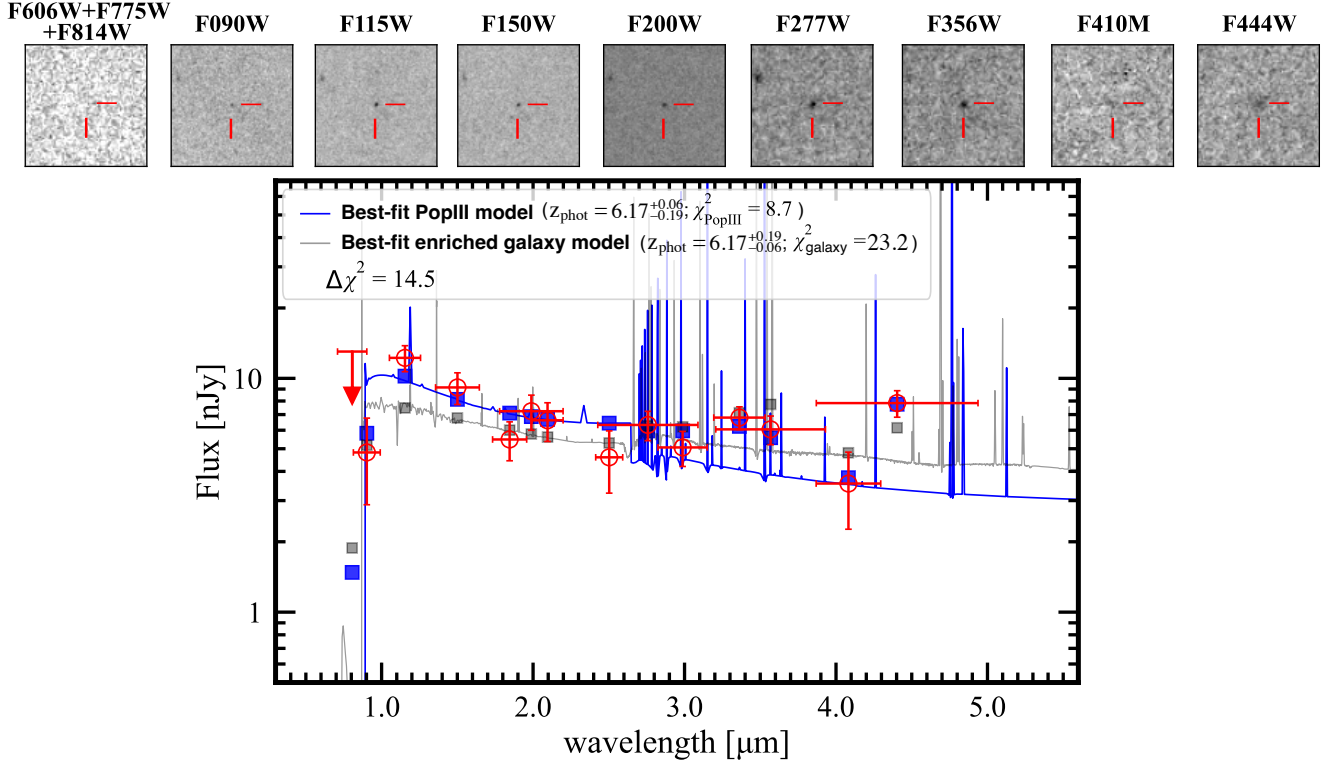 F606W+F775W
+F814W
F090W
F115W
F150W
F200W
F277W
F356W
F410M
F444W
Best-fit PopIII model (z_phot = 6.17^{+0.06}_{−0.19}; χ²_PopIII = 8.7 )
Best-fit enriched galaxy model (z_phot = 6.17^{+0.19}_{−0.06}; χ²_galaxy =23.2)
Δχ² = 14.5
Flux [nJy]
10
1
1.0 2.0 3.0 4.0 5.0
wavelength [μm]